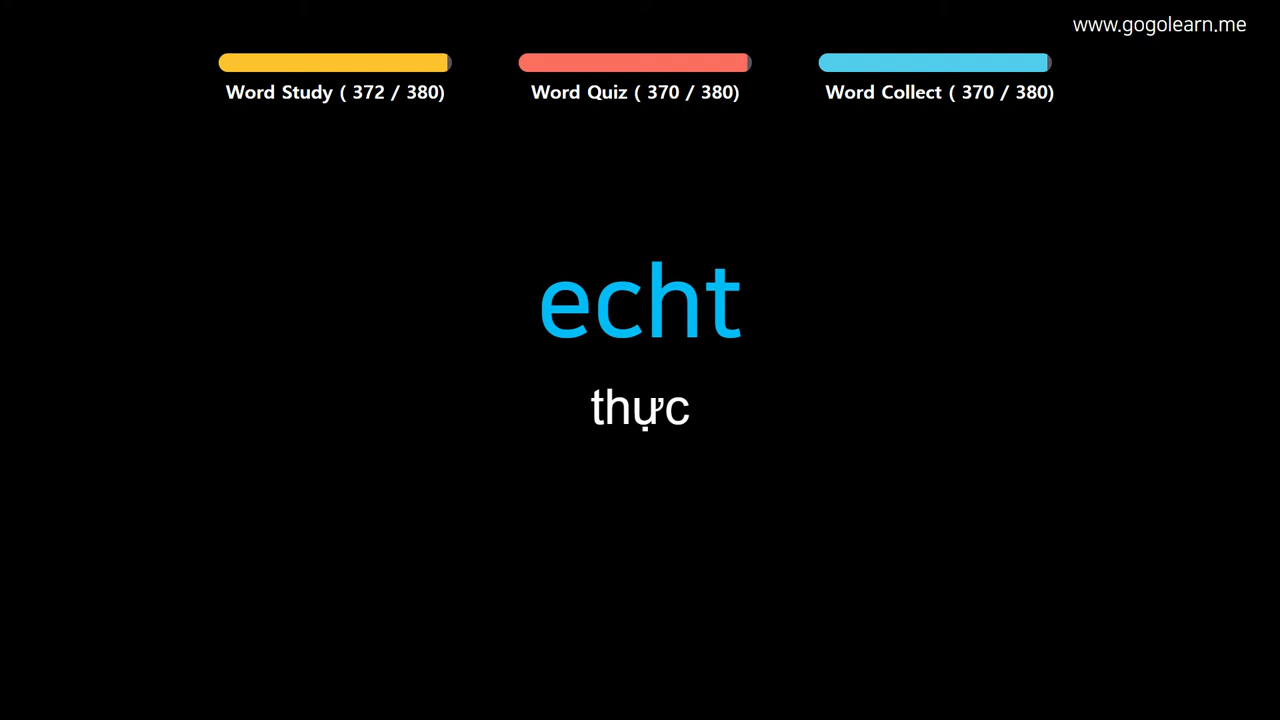 www.gogolearn.me
Word Study ( 372 / 380)
Word Quiz ( 370 / 380)
Word Collect ( 370 / 380)
echt
thực